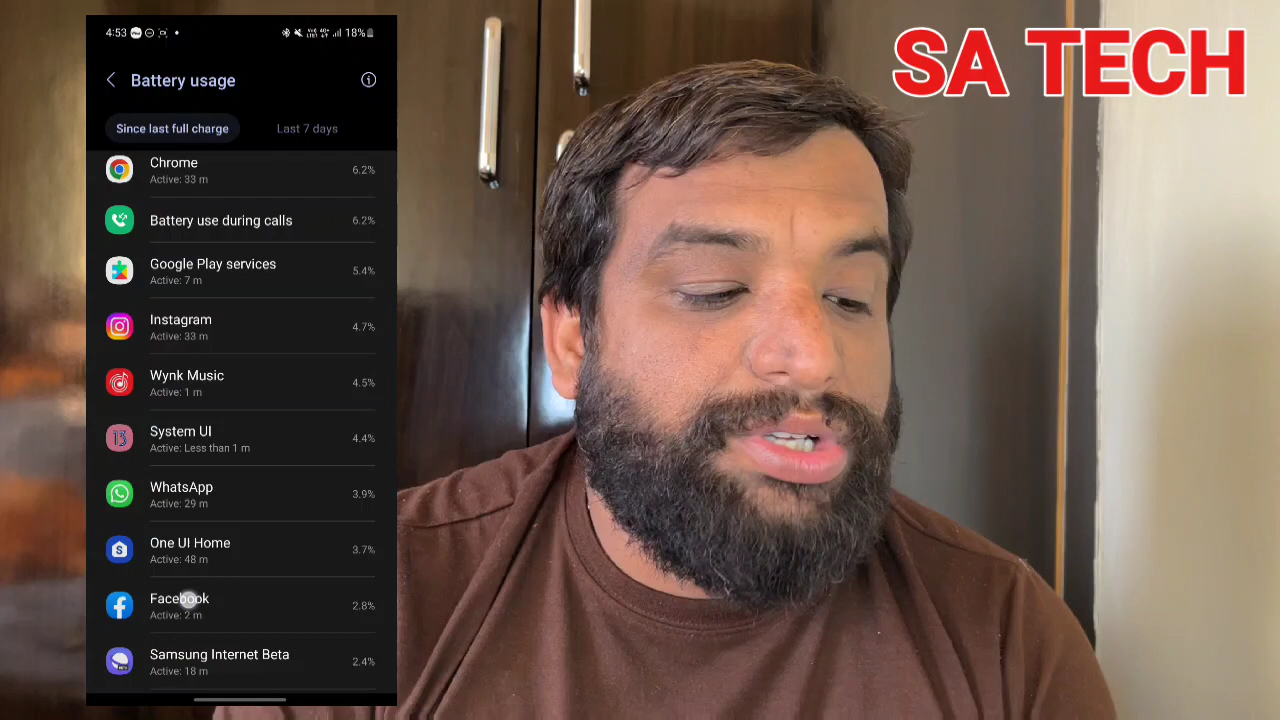 SA TECH
4:53
18%
Battery usage
Since last full charge
Last 7 days
Chrome
6.2%
Active: 33 m
Battery use during calls
6.2%
Google Play services
5.4%
Active: 7 m
Instagram
4.7%
Active: 33 m
Wynk Music
4.5%
Active: 1 m
System UI
4.4%
Active: Less than 1 m
WhatsApp
3.9%
Active: 29 m
One UI Home
3.7%
Active: 48 m
Facebook
2.8%
Active: 2 m
Samsung Internet Beta
2.4%
Active: 18 m